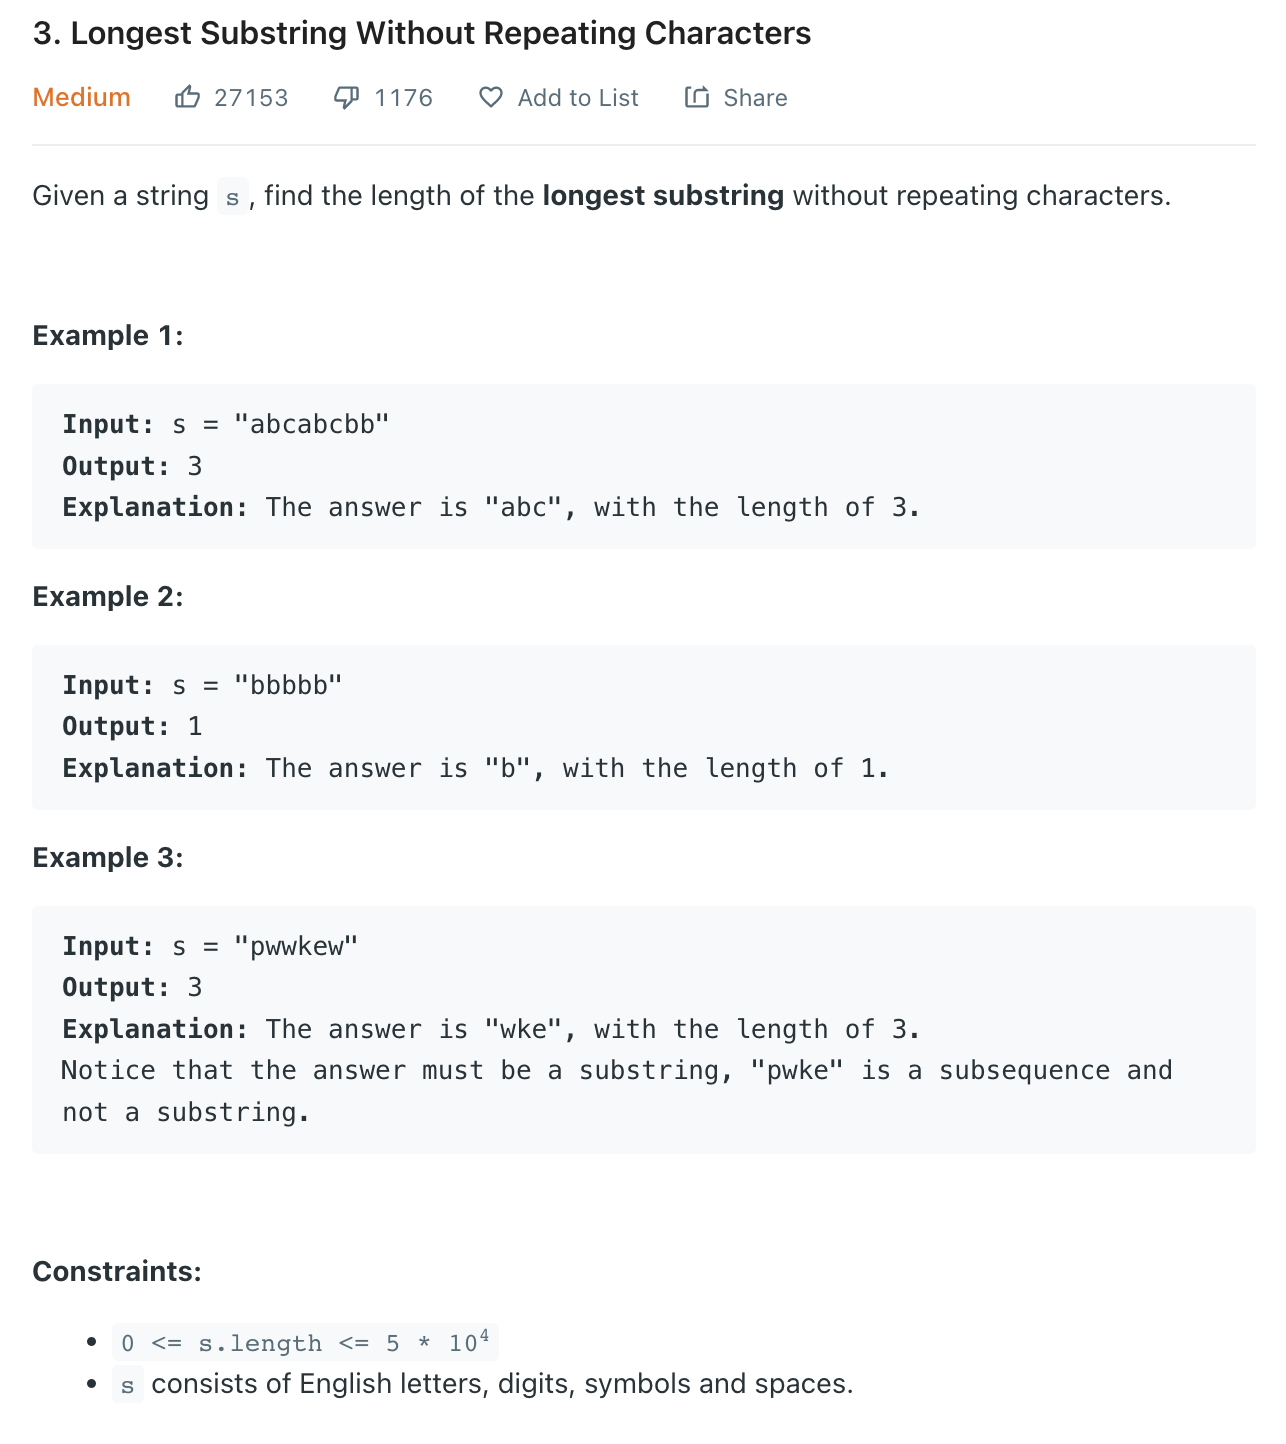 3. Longest Substring Without Repeating Characters
Medium 27153 1176 Add to List Share
Given a string s, find the length of the longest substring without repeating characters.
Example 1:
Input: s = "abcabcbb"
Output: 3
Explanation: The answer is "abc", with the length of 3.
Example 2:
Input: s = "bbbbb"
Output: 1
Explanation: The answer is "b", with the length of 1.
Example 3:
Input: s = "pwwkew"
Output: 3
Explanation: The answer is "wke", with the length of 3.
Notice that the answer must be a substring, "pwke" is a subsequence and
not a substring.
Constraints:
• 0 <= s.length <= 5 * 10⁴
• s consists of English letters, digits, symbols and spaces.